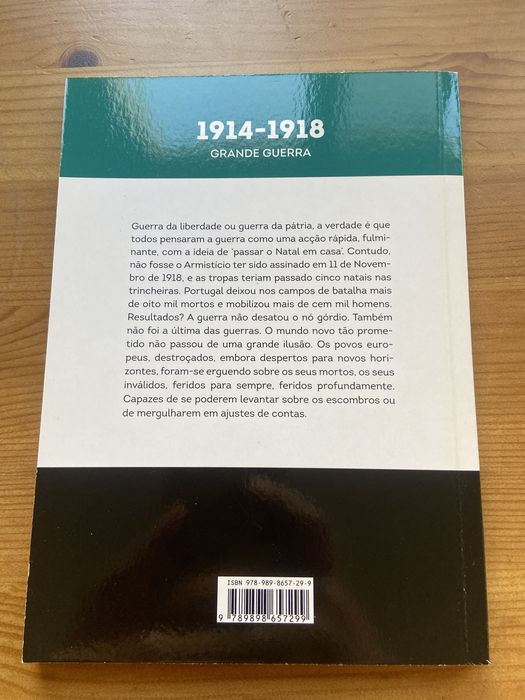 1914-1918
GRANDE GUERRA
Guerra da liberdade ou guerra da pátria, a verdade é que
todos pensaram a guerra como uma acção rápida, fulmi-
nante, com a ideia de 'passar o Natal em casa'. Contudo,
não fosse o Armistício ter sido assinado em 11 de Novem-
bro de 1918, e as tropas teriam passado cinco natais nas
trincheiras. Portugal deixou nos campos de batalha mais
de oito mil mortos e mobilizou mais de cem mil homens.
Resultados? A guerra não desatou o nó górdio. Também
não foi a última das guerras. O mundo novo tão prome-
tido não passou de uma grande ilusão. Os povos euro-
peus, destroçados, embora despertos para novos hori-
zontes, foram-se erguendo sobre os seus mortos, os seus
inválidos, feridos para sempre, feridos profundamente.
Capazes de se poderem levantar sobre os escombros ou
de mergulharem em ajustes de contas.
ISBN 978-989-8657-29-9
9 789898 657299